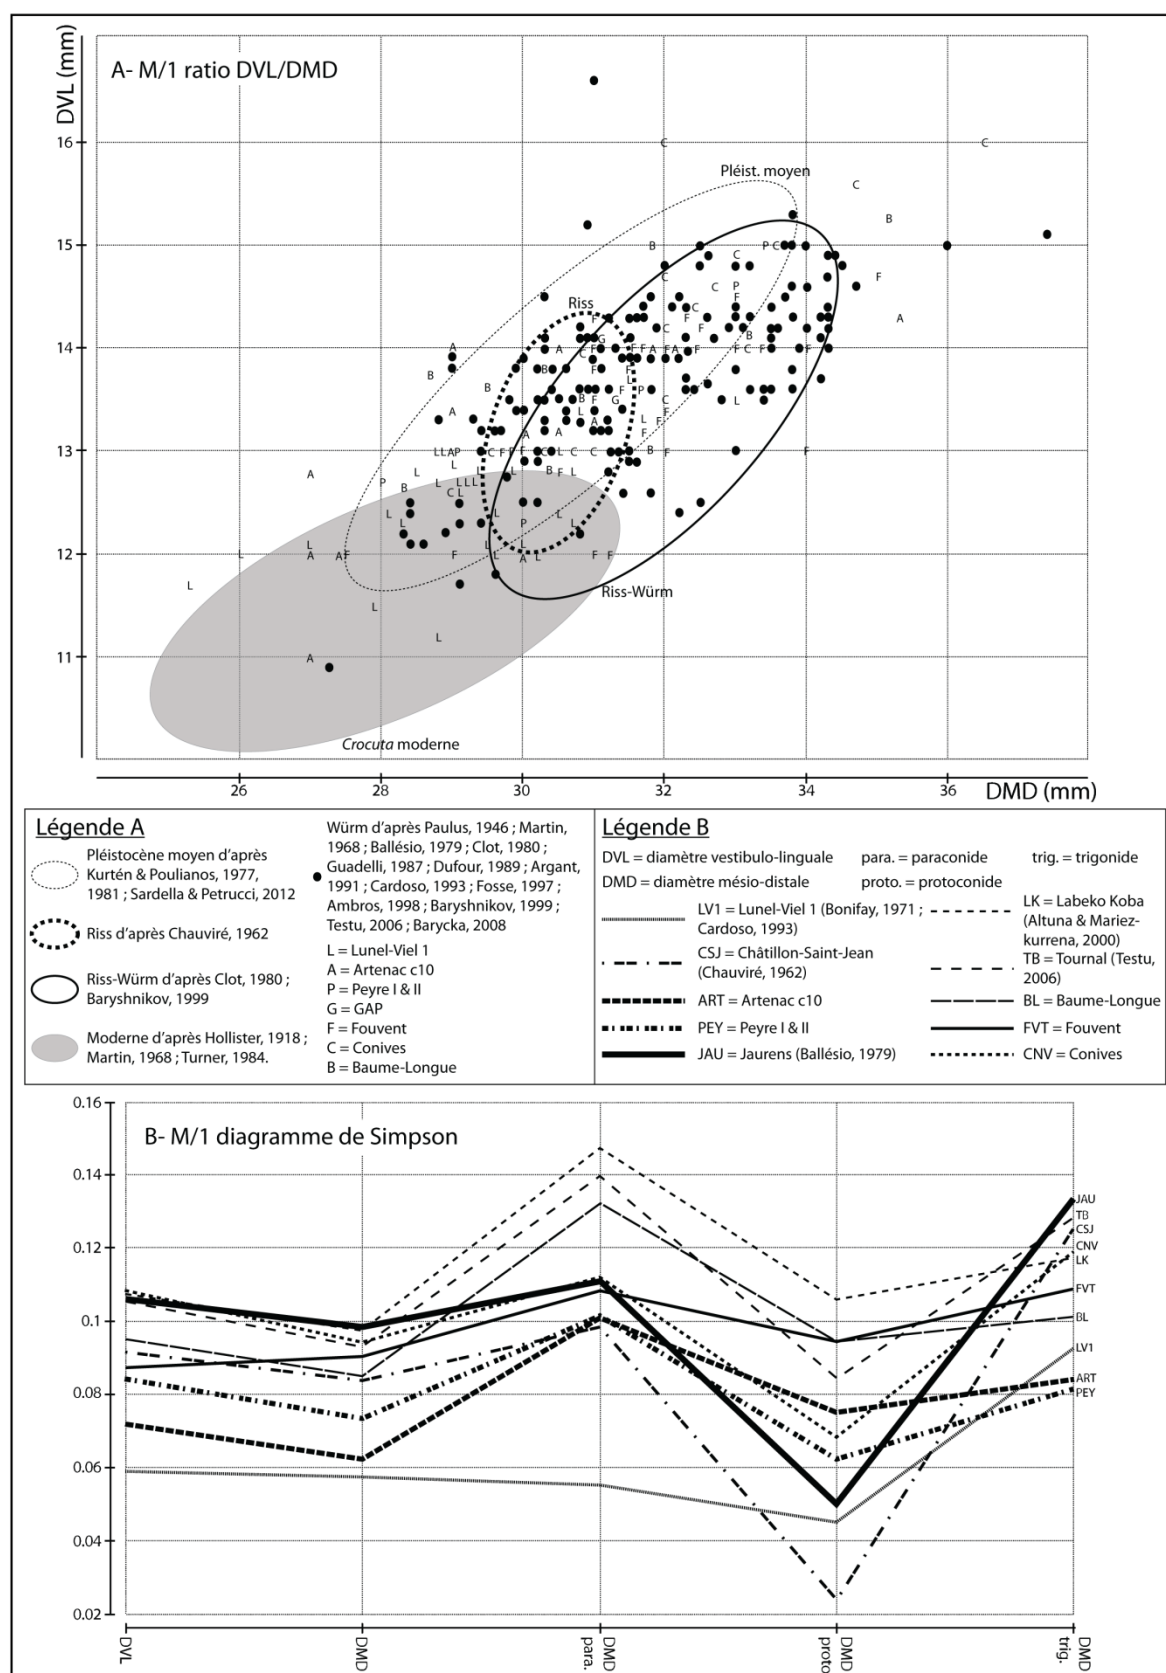 A- M/1 ratio DVL/DMD
DVL (mm)
16
15
14
13
12
11
Pléist. moyen
Riss
Riss-Würm
Crocuta moderne
26
28
30
32
34
36
DMD (mm)
Légende A
Pléistocène moyen d'après
Kurtén & Poulianos, 1977,
1981 ; Sardella & Petrucci, 2012
Riss d'après Chauviré, 1962
Riss-Würm d'après Clot, 1980 ;
Baryshnikov, 1999
Moderne d'après Hollister, 1918 ;
Martin, 1968 ; Turner, 1984.
Würm d'après Paulus, 1946 ; Martin,
1968 ; Ballésio, 1979 ; Clot, 1980 ;
Guadelli, 1987 ; Dufour, 1989 ; Argant,
1991 ; Cardoso, 1993 ; Fosse, 1997 ;
Ambros, 1998 ; Baryshnikov, 1999 ;
Testu, 2006 ; Barycka, 2008
L = Lunel-Viel 1
A = Artenac c10
P = Peyre I & II
G = GAP
F = Fouvent
C = Conives
B = Baume-Longue
Légende B
DVL = diamètre vestibulo-linguale
para. = paraconide
trig. = trigonide
DMD = diamètre mésio-distale
proto. = protoconide
LV1 = Lunel-Viel 1 (Bonifay, 1971 ;
Cardoso, 1993)
CSJ = Châtillon-Saint-Jean
(Chauviré, 1962)
ART = Artenac c10
PEY = Peyre I & II
JAU = Jaurens (Ballésio, 1979)
LK = Labeko Koba
(Altuna & Mariez-
kurrena, 2000)
TB = Tournal (Testu,
2006)
BL = Baume-Longue
FVT = Fouvent
CNV = Conives
B- M/1 diagramme de Simpson
0.16
0.14
0.12
0.1
0.08
0.06
0.04
0.02
JAU
TB
CSJ
CNV
LK
FVT
BL
LV1
ART
PEY
DVL
DMD
DMD
para.
DMD
proto
DMD
trig.